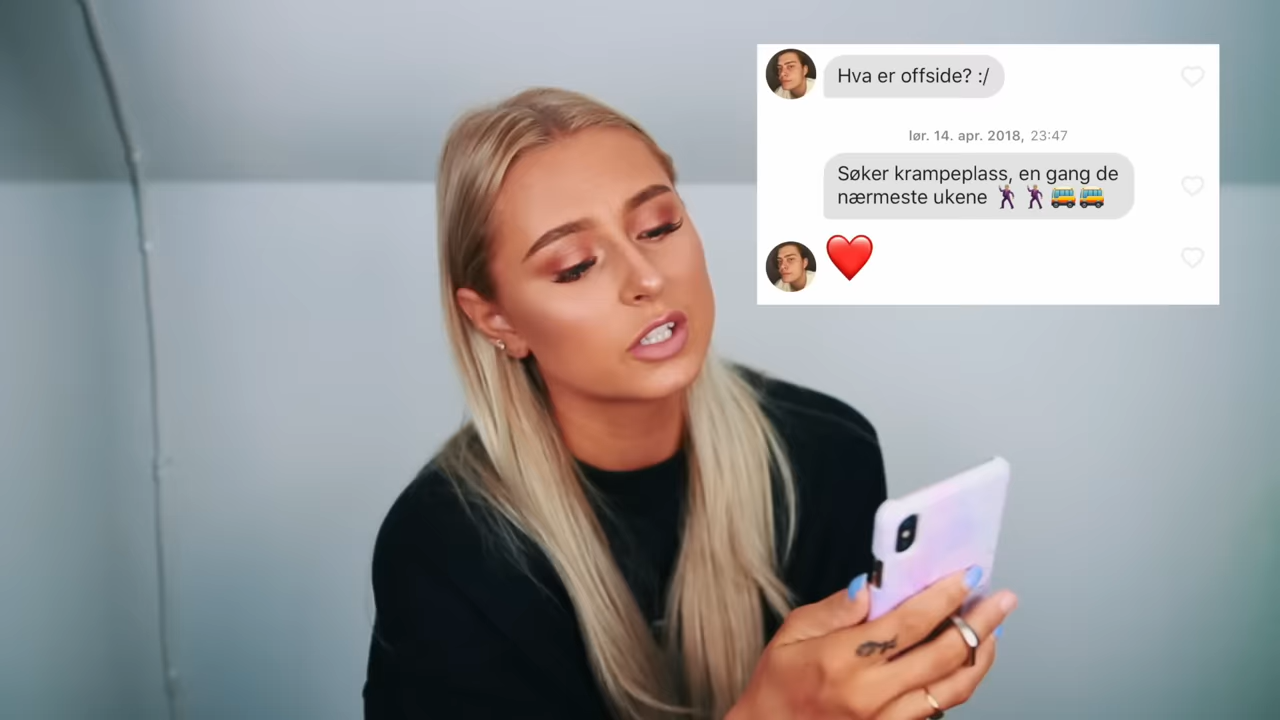 Hva er offside? :/
lør. 14. apr. 2018, 23:47
Søker krampeplass, en gang de
nærmeste ukene 🕺🕺🚌🚌
❤️